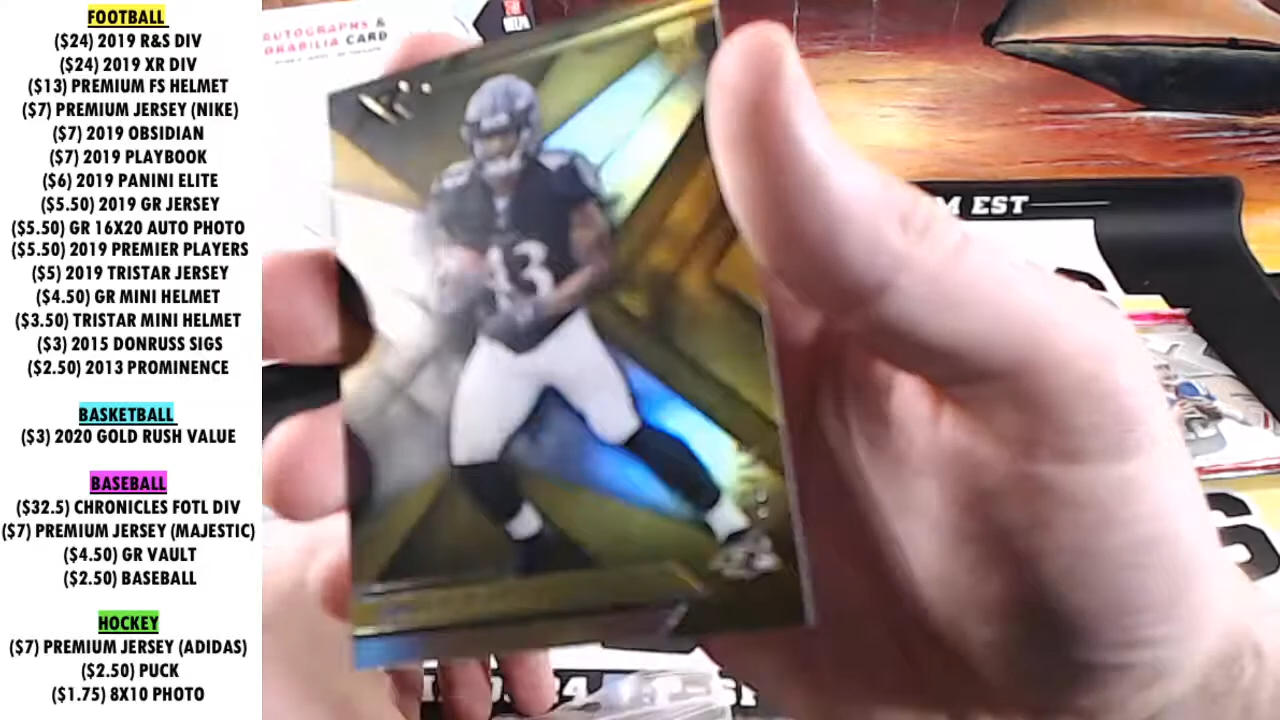 FOOTBALL
($24) 2019 R&S DIV
($24) 2019 XR DIV
($13) PREMIUM FS HELMET
($7) PREMIUM JERSEY (NIKE)
($7) 2019 OBSIDIAN
($7) 2019 PLAYBOOK
($6) 2019 PANINI ELITE
($5.50) 2019 GR JERSEY
($5.50) GR 16X20 AUTO PHOTO
($5.50) 2019 PREMIER PLAYERS
($5) 2019 TRISTAR JERSEY
($4.50) GR MINI HELMET
($3.50) TRISTAR MINI HELMET
($3) 2015 DONRUSS SIGS
($2.50) 2013 PROMINENCE
BASKETBALL
($3) 2020 GOLD RUSH VALUE
BASEBALL
($32.5) CHRONICLES FOTL DIV
($7) PREMIUM JERSEY (MAJESTIC)
($4.50) GR VAULT
($2.50) BASEBALL
HOCKEY
($7) PREMIUM JERSEY (ADIDAS)
($2.50) PUCK
($1.75) 8X10 PHOTO
AUTOGRAPHS &
ORABILIA CARD
43
M EST